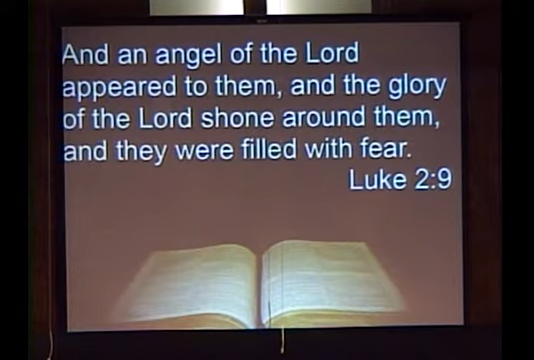 And an angel of the Lord
appeared to them, and the glory
of the Lord shone around them,
and they were filled with fear.
Luke 2:9